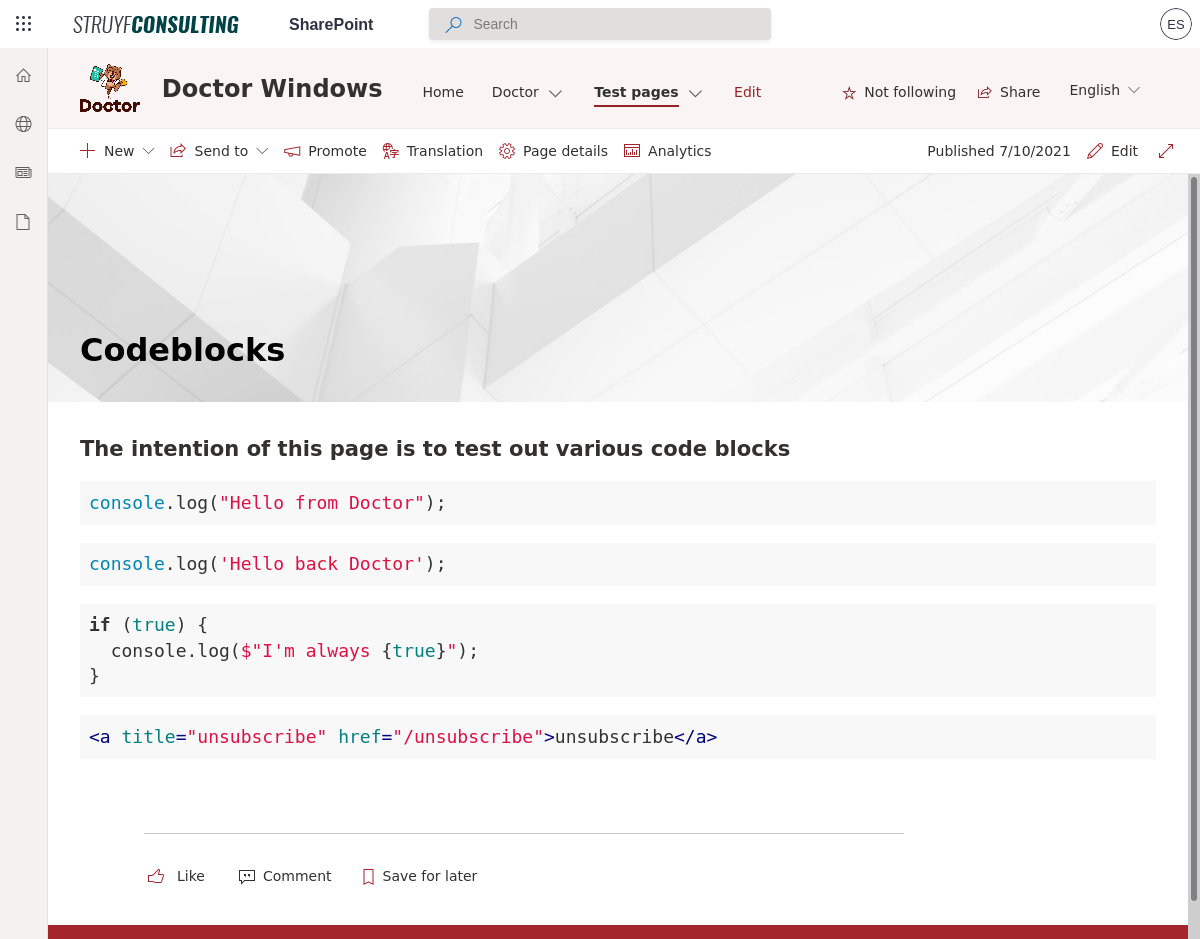 STRUYFCONSULTING SharePoint Search ES
Doctor Doctor Windows Home Doctor Test pages Edit Not following Share English
New Send to Promote Translation Page details Analytics Published 7/10/2021 Edit
Codeblocks
The intention of this page is to test out various code blocks
console.log("Hello from Doctor");
console.log('Hello back Doctor');
if (true) {
  console.log($"I'm always {true}");
}
<a title="unsubscribe" href="/unsubscribe">unsubscribe</a>
Like Comment Save for later